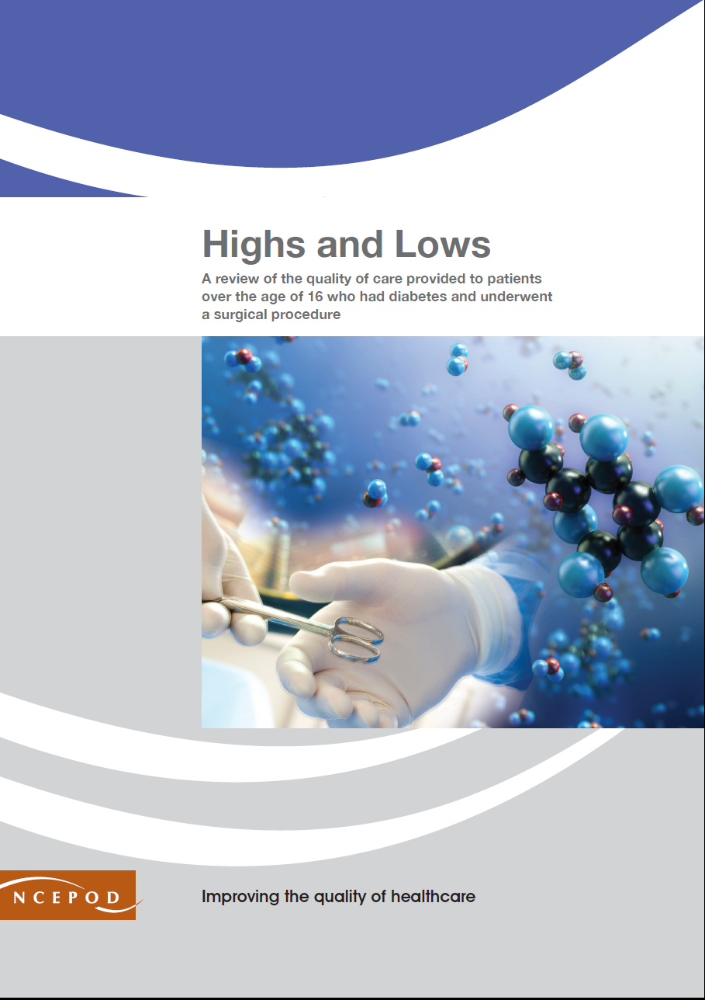 Highs and Lows
A review of the quality of care provided to patients
over the age of 16 who had diabetes and underwent
a surgical procedure
NCEPOD
Improving the quality of healthcare